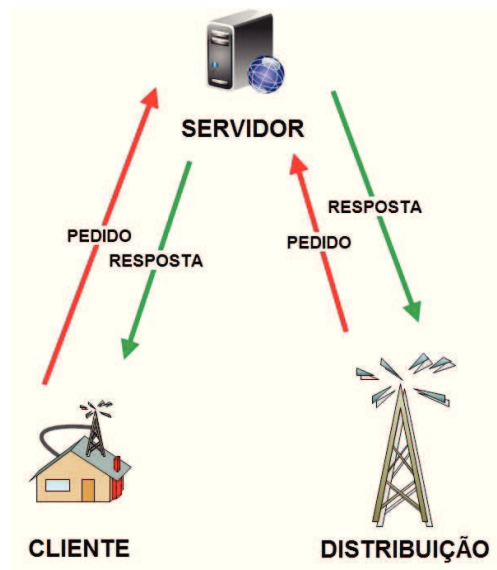 SERVIDOR
PEDIDO
RESPOSTA
PEDIDO
RESPOSTA
CLIENTE
DISTRIBUIÇÃO